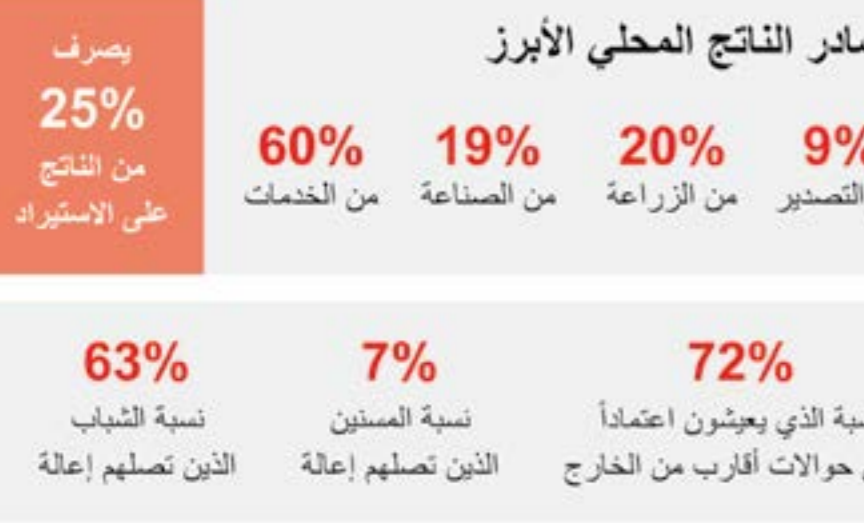 الناتج المحلي الأبرز
9%
التصدير
20%
من الزراعة
19%
من الصناعة
60%
من الخدمات
يصرف
25%
من الناتج
على الاستيراد
72%
الذي يعيشون اعتماداً
حوالات أقارب من الخارج
7%
نسبة المسنين
الذين تصلهم إعالة
63%
نسبة الشباب
الذين تصلهم إعالة